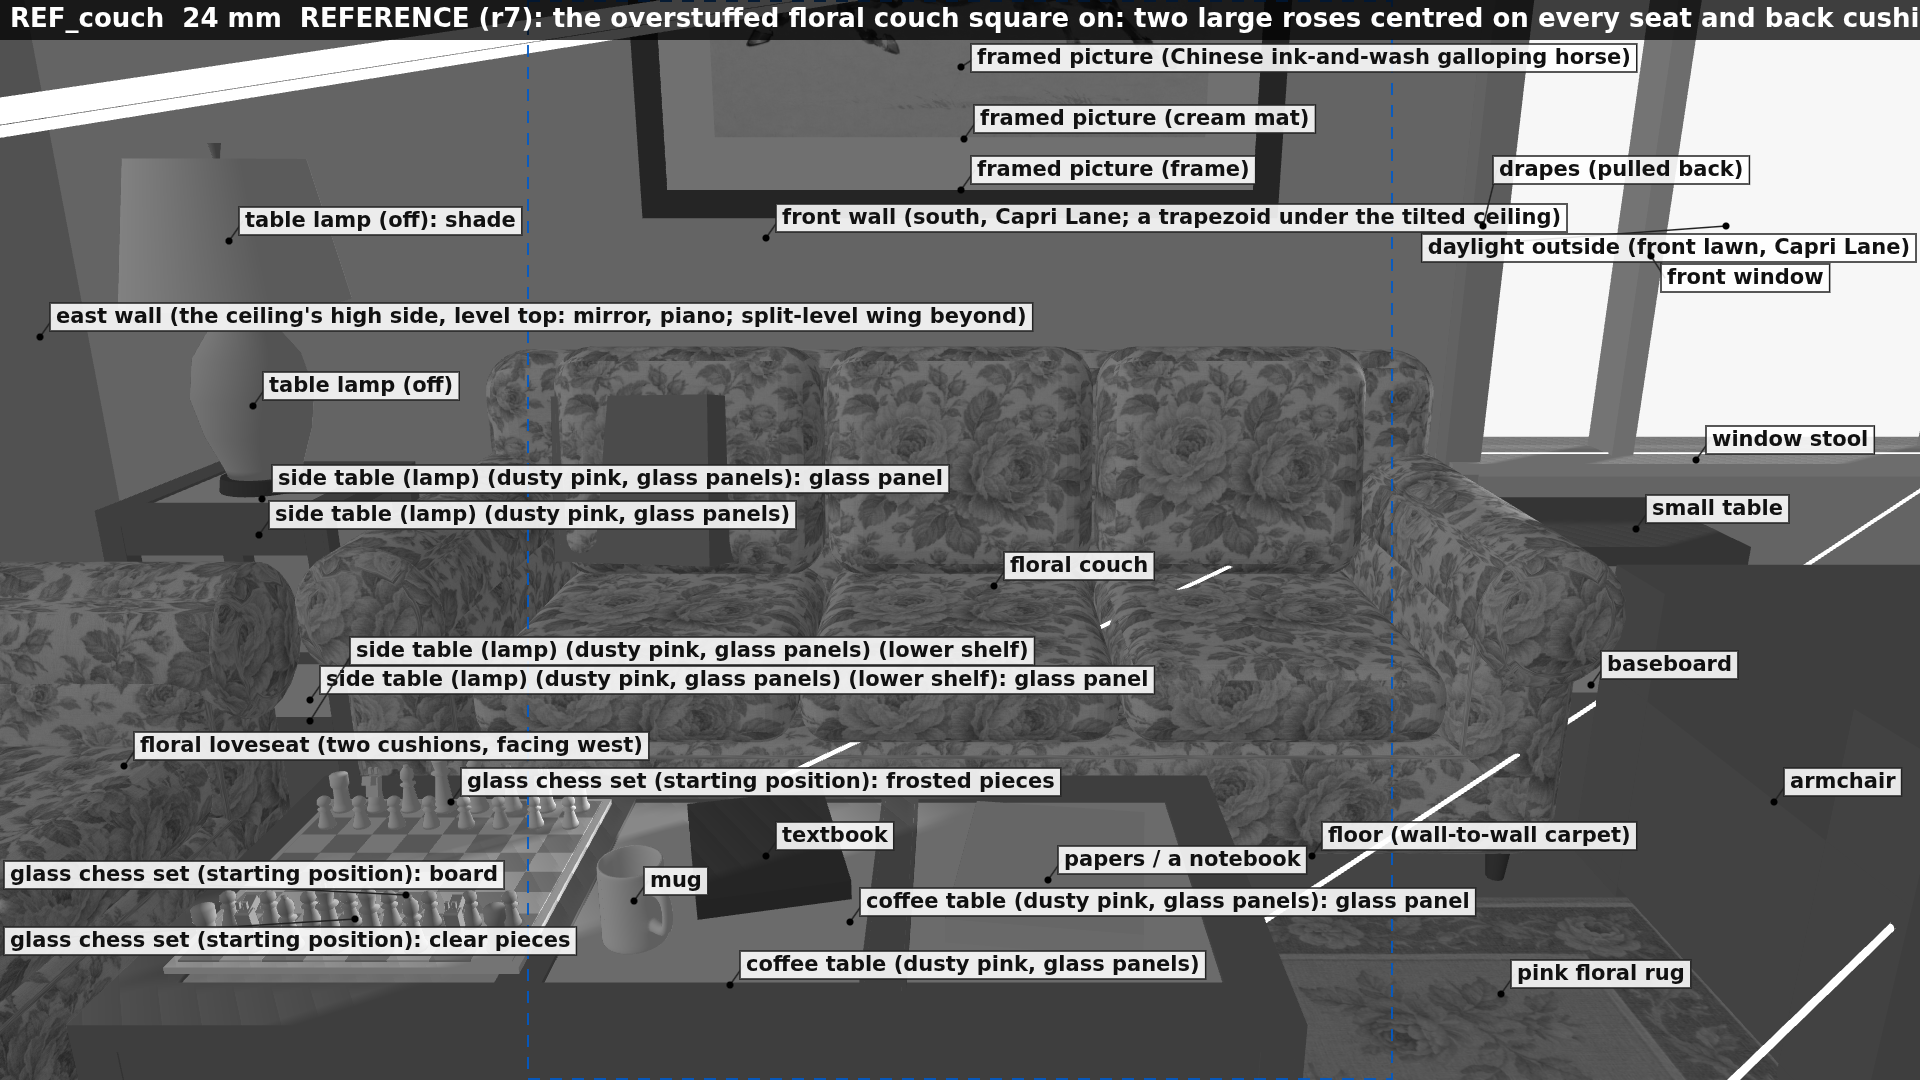 REF_couch 24 mm REFERENCE (r7): the overstuffed floral couch square on: two large roses centred on every seat and back cushi
framed picture (Chinese ink-and-wash galloping horse)
framed picture (cream mat)
framed picture (frame)
drapes (pulled back)
table lamp (off): shade
front wall (south, Capri Lane; a trapezoid under the tilted ceiling)
daylight outside (front lawn, Capri Lane)
front window
east wall (the ceiling's high side, level top: mirror, piano; split-level wing beyond)
table lamp (off)
window stool
side table (lamp) (dusty pink, glass panels): glass panel
side table (lamp) (dusty pink, glass panels)
small table
floral couch
side table (lamp) (dusty pink, glass panels) (lower shelf)
side table (lamp) (dusty pink, glass panels) (lower shelf): glass panel
baseboard
floral loveseat (two cushions, facing west)
glass chess set (starting position): frosted pieces
armchair
textbook
floor (wall-to-wall carpet)
papers / a notebook
glass chess set (starting position): board
mug
coffee table (dusty pink, glass panels): glass panel
glass chess set (starting position): clear pieces
coffee table (dusty pink, glass panels)
pink floral rug